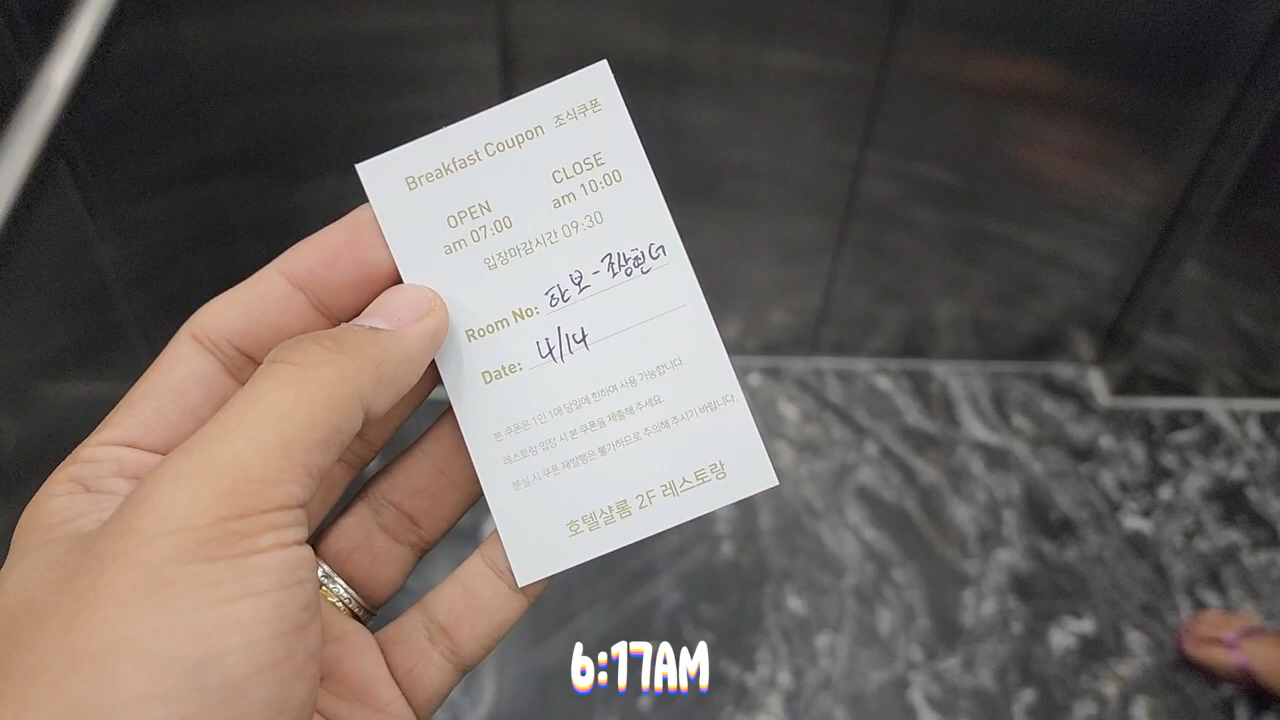 Breakfast Coupon 조식쿠폰
OPEN
am 07:00
CLOSE
am 10:00
입장마감시간 09:30
Room No: 한보-조상현G
Date: 4/14
본 쿠폰은 1인 1매 당일에 한하여 사용 가능합니다.
레스토랑 입장 시 본 쿠폰을 제출해 주세요.
분실 시 쿠폰 재발행은 불가하므로 주의해 주시기 바랍니다.
호텔샬롬 2F 레스토랑
6:17AM